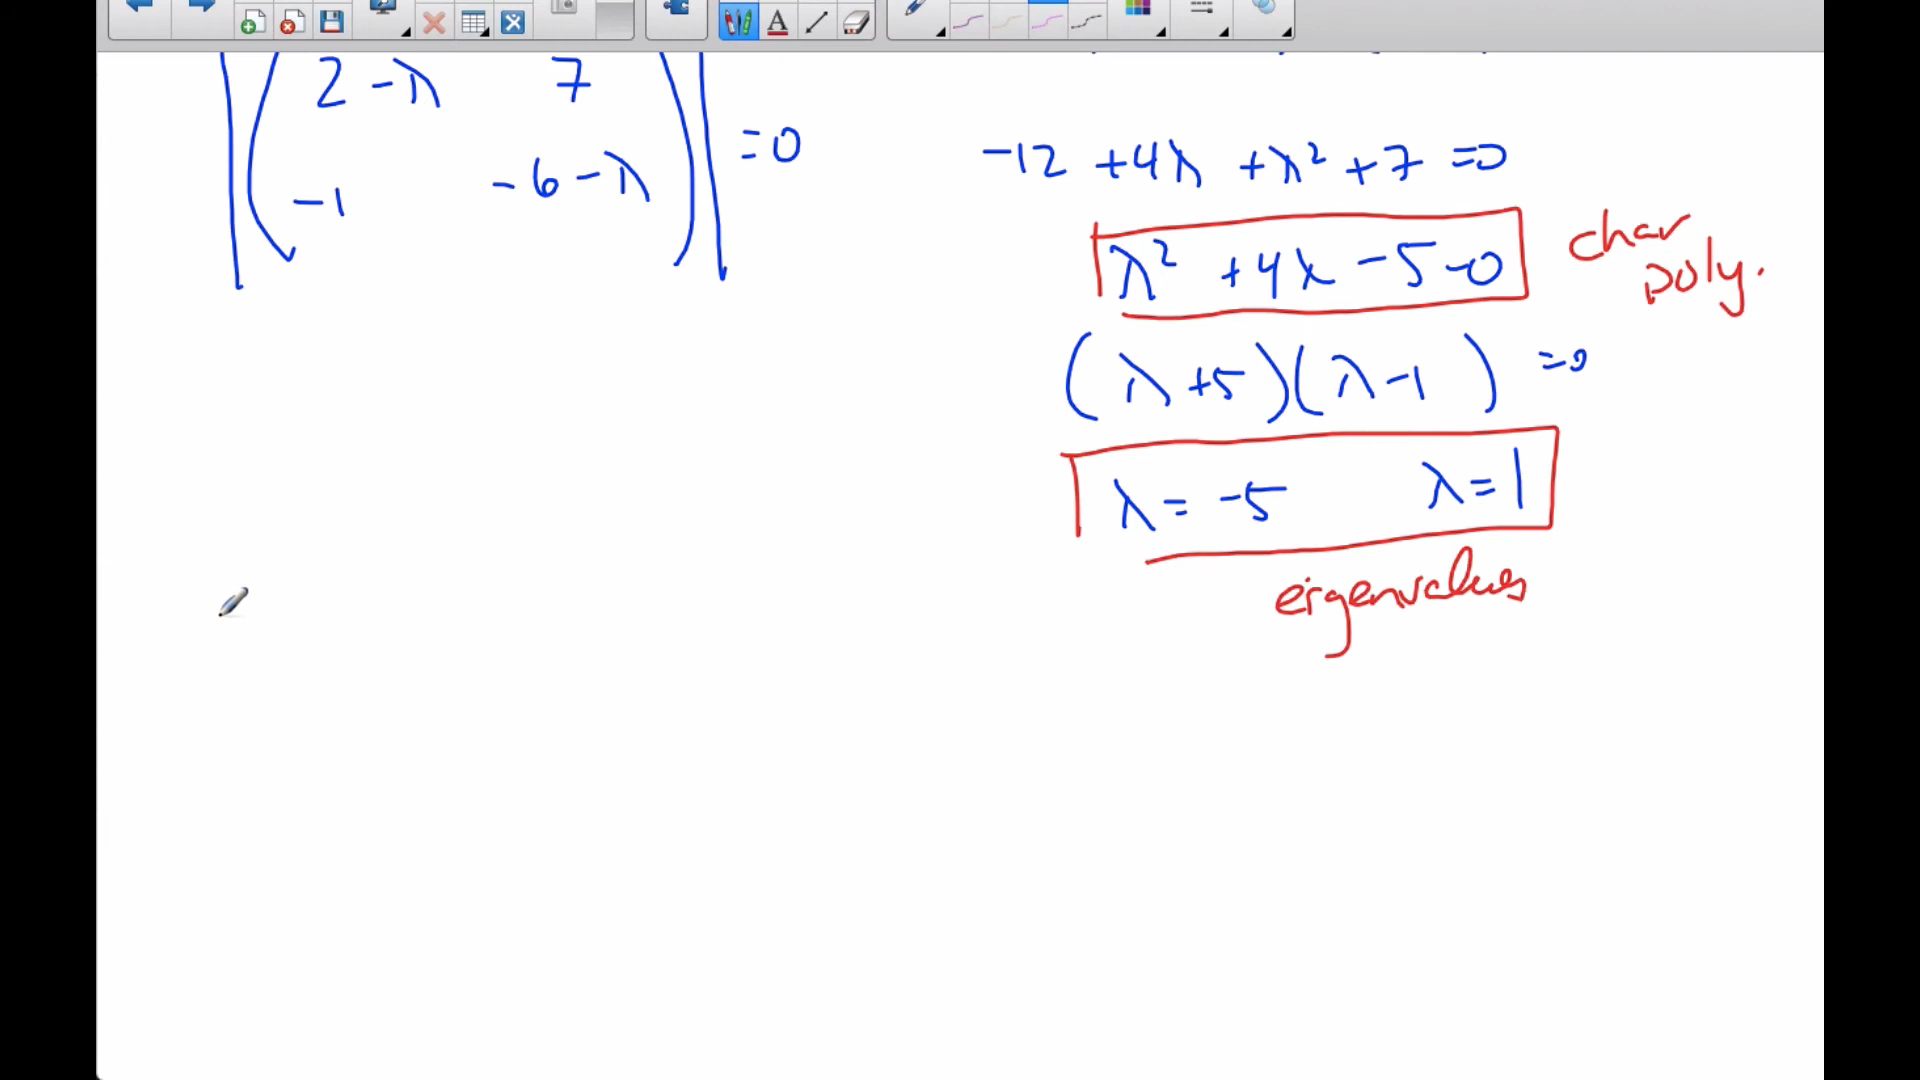 2 - λ 7
-1 -6 - λ
= 0
-12 + 4λ + λ² + 7 = 0
λ² + 4λ - 5 - 0
char poly.
(λ + 5)(λ - 1) = 0
λ = -5 λ = 1
eigenvalues